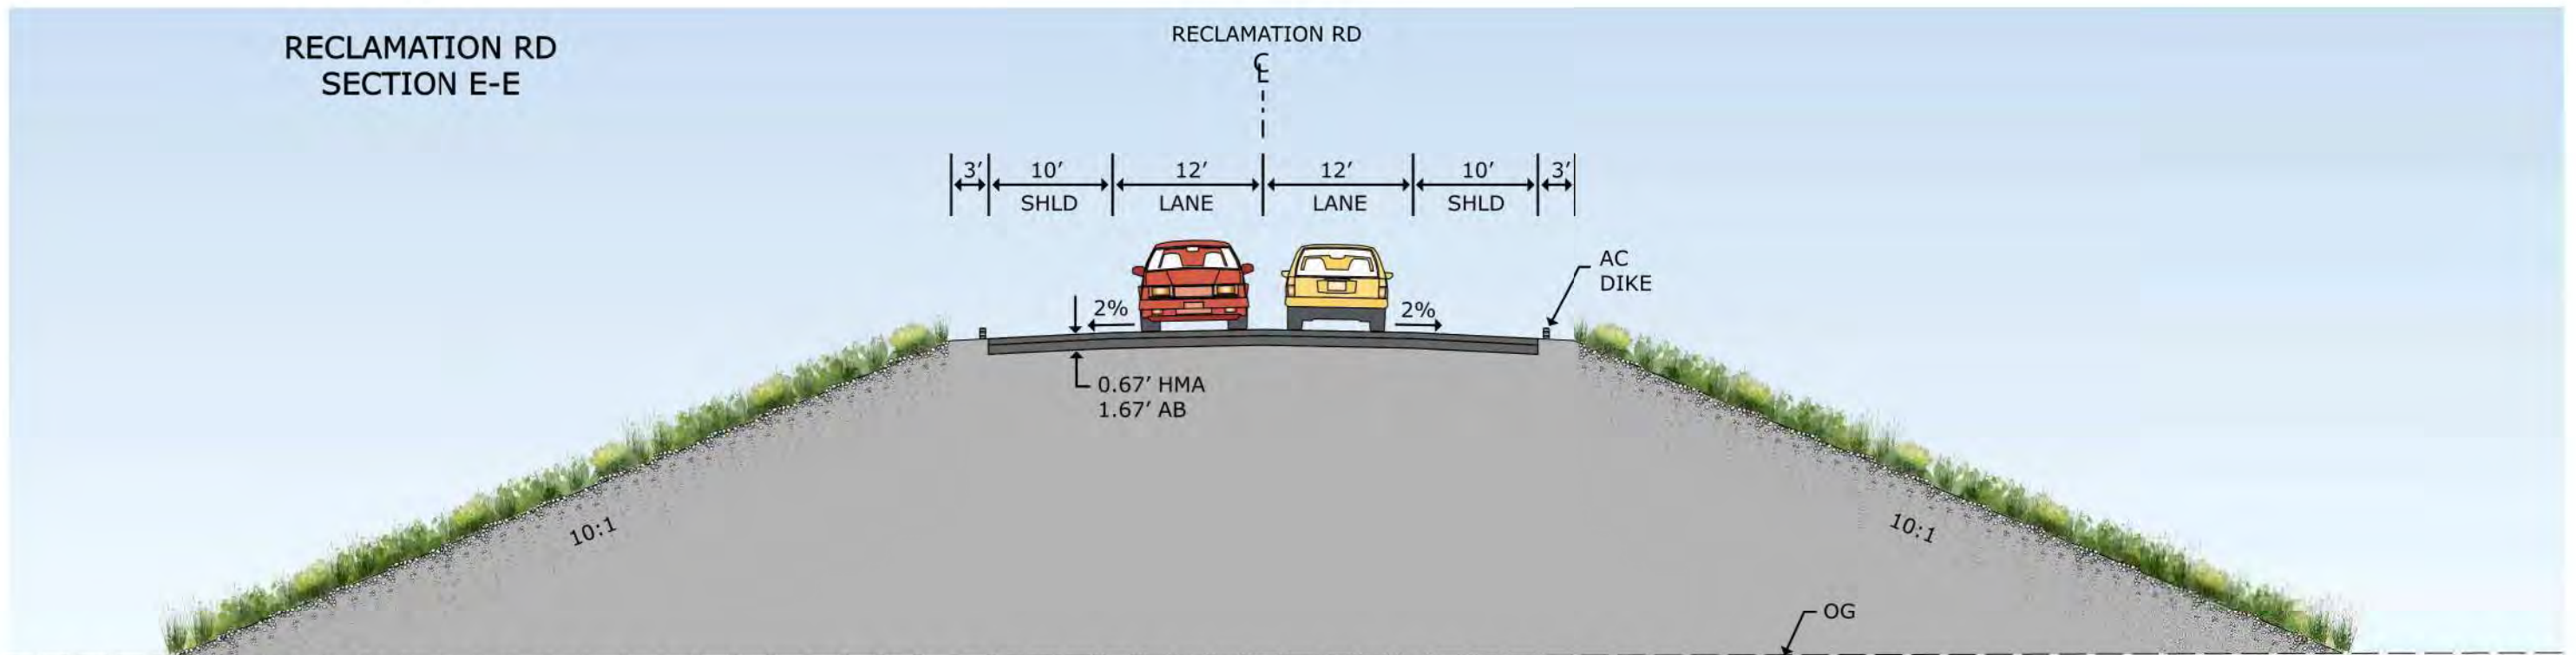 RECLAMATION RD
SECTION E-E
RECLAMATION RD
℄
3′ 10′ 12′ 12′ 10′ 3′
SHLD LANE LANE SHLD
AC
DIKE
2% 2%
0.67′ HMA
1.67′ AB
10:1 10:1
OG